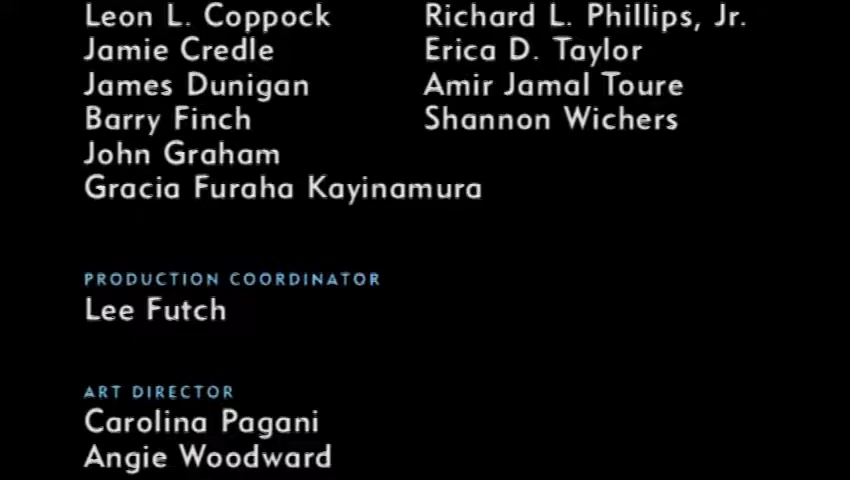 Leon L. Coppock
Jamie Credle
James Dunigan
Barry Finch
John Graham
Gracia Furaha Kayinamura
Richard L. Phillips, Jr.
Erica D. Taylor
Amir Jamal Toure
Shannon Wichers
PRODUCTION COORDINATOR
Lee Futch
ART DIRECTOR
Carolina Pagani
Angie Woodward